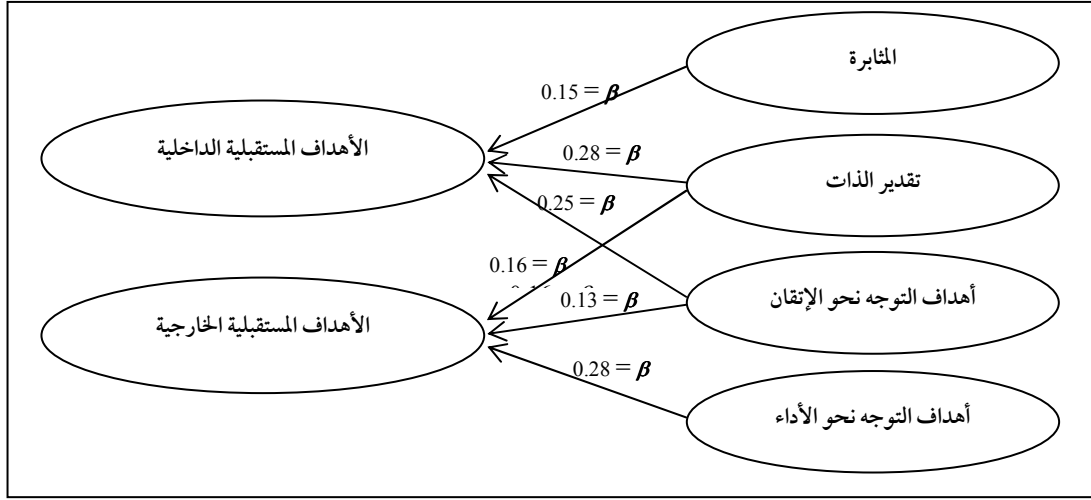 المثابرة
0.15 = β
الأهداف المستقبلية الداخلية
0.28 = β
تقدير الذات
0.25 = β
0.16 = β
أهداف التوجه نحو الإتقان
0.13 = β
الأهداف المستقبلية الخارجية
0.28 = β
أهداف التوجه نحو الأداء